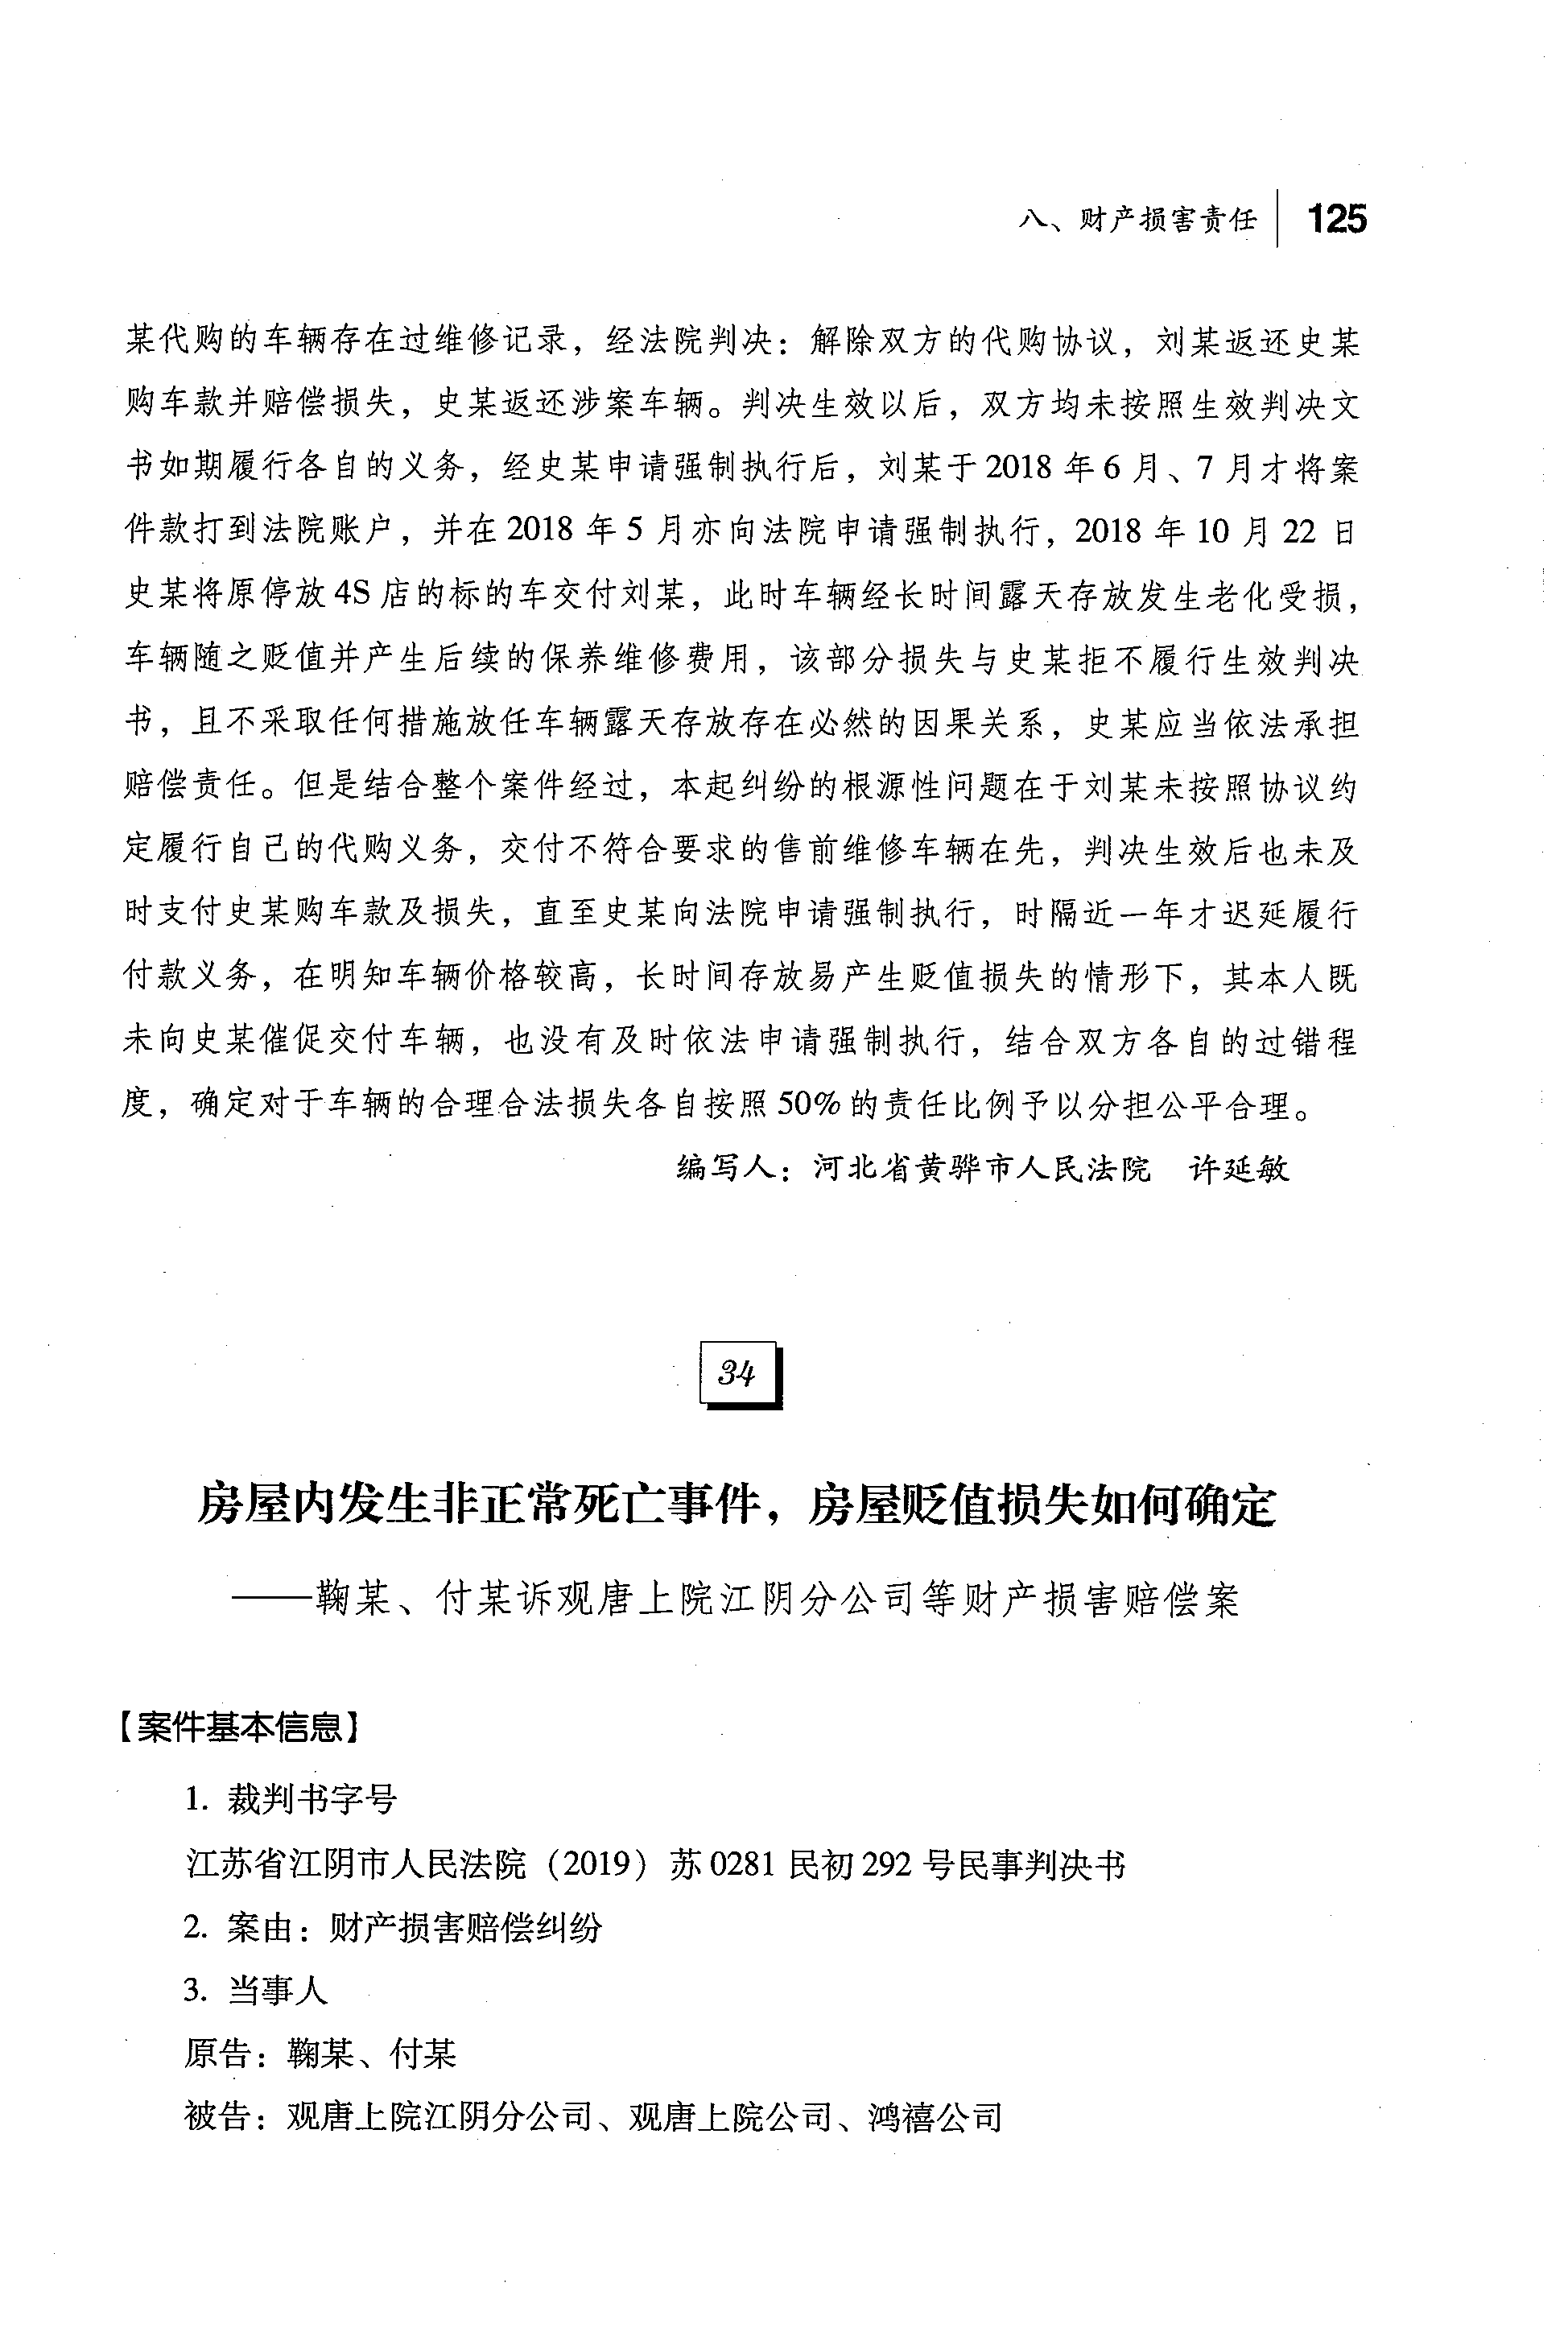 八、财产损害责任 125
某代购的车辆存在过维修记录，经法院判决：解除双方的代购协议，刘某返还史某
购车款并赔偿损失，史某返还涉案车辆。判决生效以后，双方均未按照生效判决文
书如期履行各自的义务，经史某申请强制执行后，刘某于2018年6月、7月才将案
件款打到法院账户，并在2018年5月亦向法院申请强制执行，2018年10月22日
史某将原停放4S店的标的车交付刘某，此时车辆经长时间露天存放发生老化受损，
车辆随之贬值并产生后续的保养维修费用，该部分损失与史某拒不履行生效判决
书，且不采取任何措施放任车辆露天存放存在必然的因果关系，史某应当依法承担
赔偿责任。但是结合整个案件经过，本起纠纷的根源性问题在于刘某未按照协议约
定履行自己的代购义务，交付不符合要求的售前维修车辆在先，判决生效后也未及
时支付史某购车款及损失，直至史某向法院申请强制执行，时隔近一年才迟延履行
付款义务，在明知车辆价格较高，长时间存放易产生贬值损失的情形下，其本人既
未向史某催促交付车辆，也没有及时依法申请强制执行，结合双方各自的过错程
度，确定对于车辆的合理合法损失各自按照50%的责任比例予以分担公平合理。
编写人：河北省黄骅市人民法院 许延敏
34
房屋内发生非正常死亡事件，房屋贬值损失如何确定
——鞠某、付某诉观唐上院江阴分公司等财产损害赔偿案
【案件基本信息】
1. 裁判书字号
江苏省江阴市人民法院（2019）苏0281民初292号民事判决书
2. 案由：财产损害赔偿纠纷
3. 当事人
原告：鞠某、付某
被告：观唐上院江阴分公司、观唐上院公司、鸿禧公司